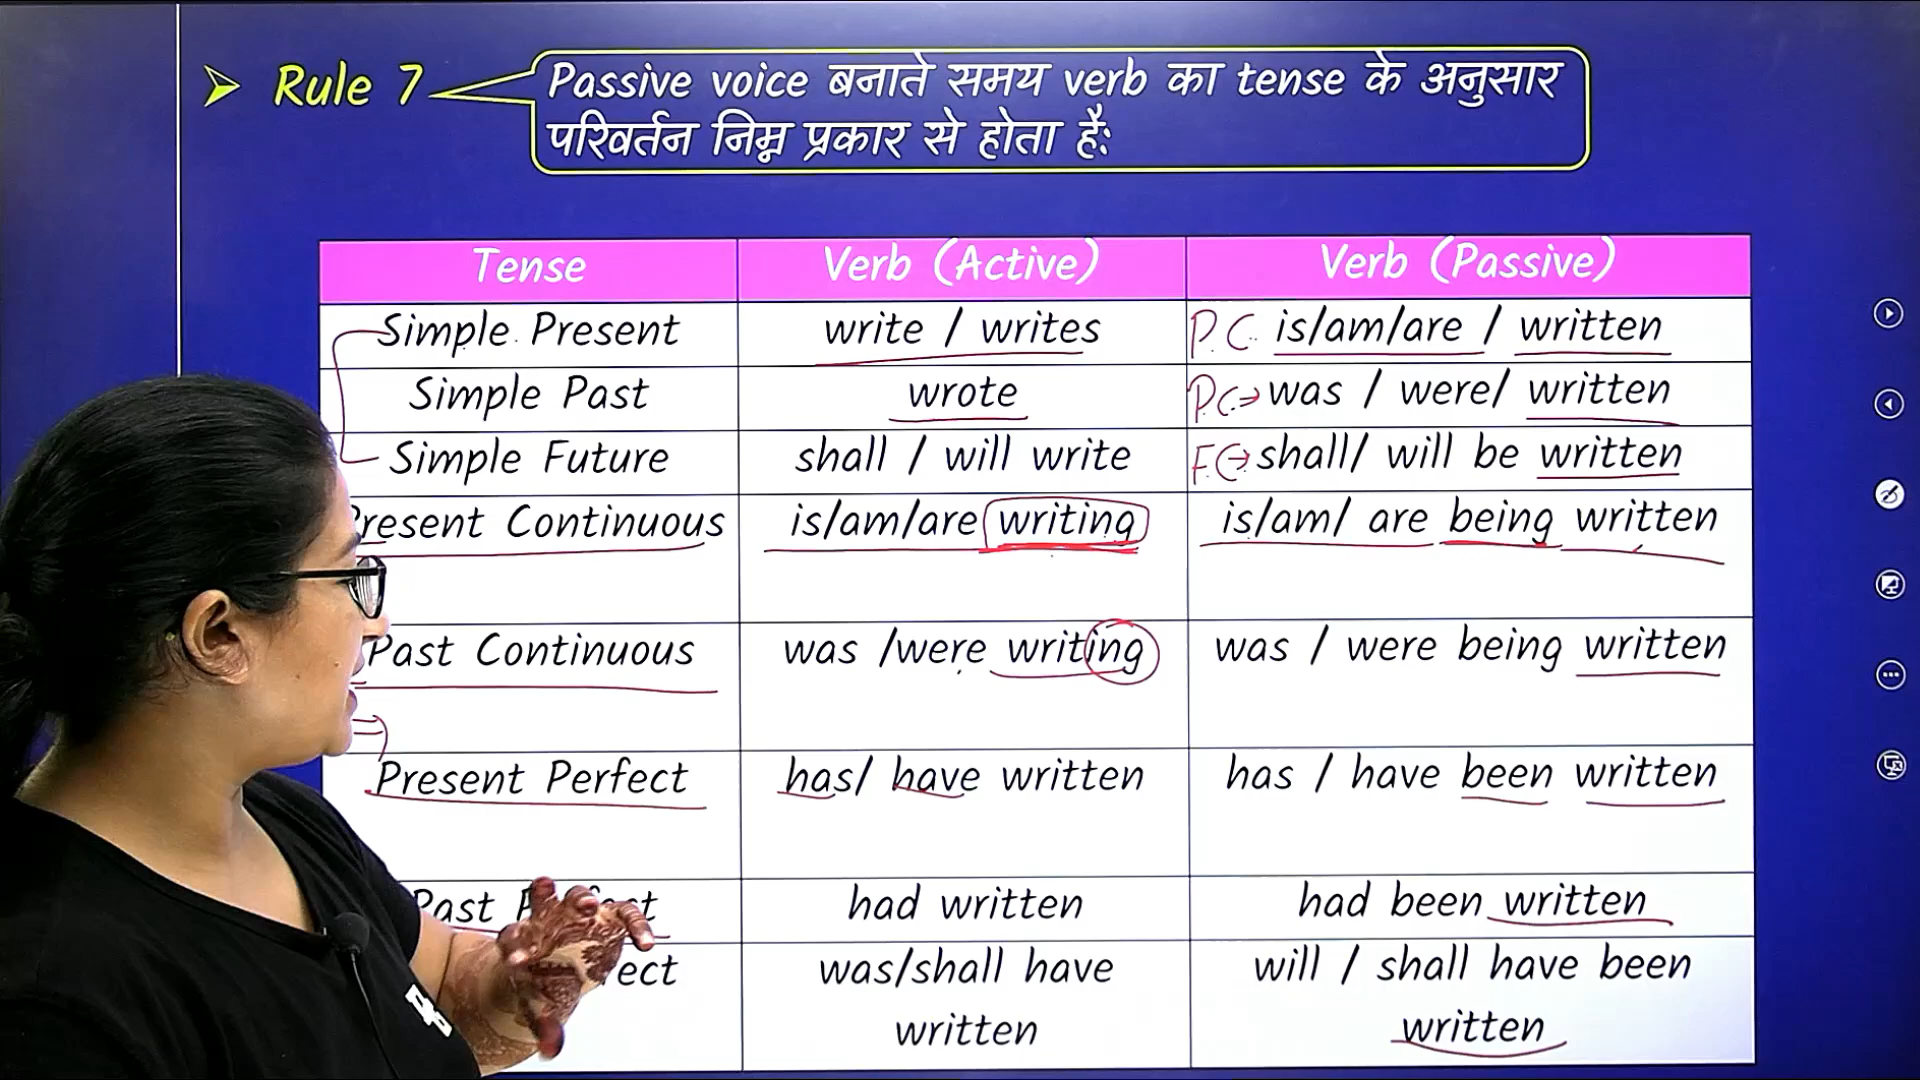 Rule 7
Passive voice बनाते समय verb का tense के अनुसार
परिवर्तन निम्न प्रकार से होता है:
Tense Verb (Active) Verb (Passive)
Simple Present write / writes P.C. is/am/are / written
Simple Past wrote P.C. was / were/ written
Simple Future shall / will write F.C shall/ will be written
Present Continuous is/am/are writing is/am/ are being written
Past Continuous was /were writing was / were being written
Present Perfect has/ have written has / have been written
Past had written had been written
was/shall have will / shall have been
written written